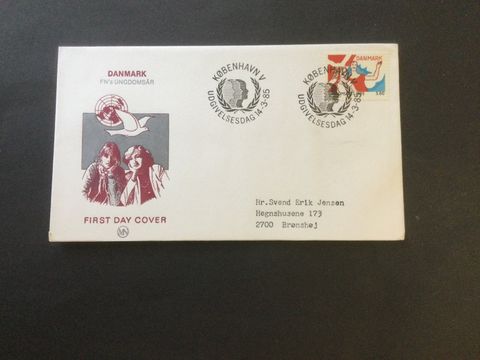 DANMARK
FN's UNGDOMSÅR
FIRST DAY COVER
KØBENHAVN V
UDGIVELSESDAG 14-3-85
KØBENHAVN V
UDGIVELSESDAG 14-3-85
DANMARK
Hr.Svend Erik Jensen
Høgnshusene 173
2700 Brønshøj